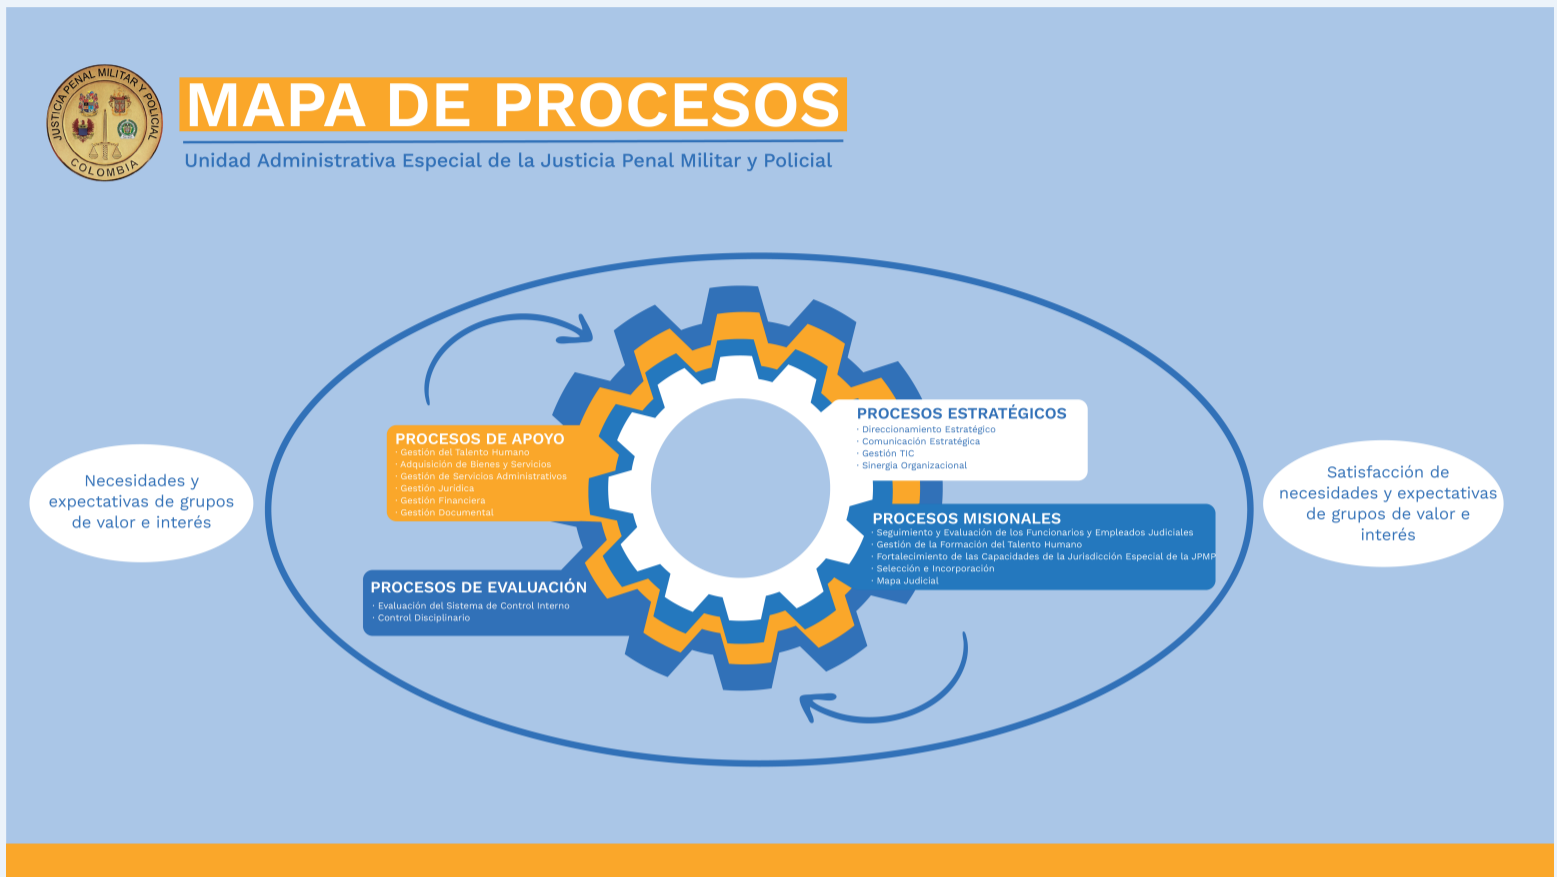 JUSTICIA PENAL MILITAR Y POLICIAL
COLOMBIA
MAPA DE PROCESOS
Unidad Administrativa Especial de la Justicia Penal Militar y Policial
Necesidades y
expectativas de grupos
de valor e interés
PROCESOS DE APOYO
· Gestión del Talento Humano
· Adquisición de Bienes y Servicios
· Gestión de Servicios Administrativos
· Gestión Jurídica
· Gestión Financiera
· Gestión Documental
PROCESOS DE EVALUACIÓN
· Evaluación del Sistema de Control Interno
· Control Disciplinario
PROCESOS ESTRATÉGICOS
· Direccionamiento Estratégico
· Comunicación Estratégica
· Gestión TIC
· Sinergia Organizacional
PROCESOS MISIONALES
· Seguimiento y Evaluación de los Funcionarios y Empleados Judiciales
· Gestión de la Formación del Talento Humano
· Fortalecimiento de las Capacidades de la Jurisdicción Especial de la JPMP
· Selección e Incorporación
· Mapa Judicial
Satisfacción de
necesidades y expectativas
de grupos de valor e
interés